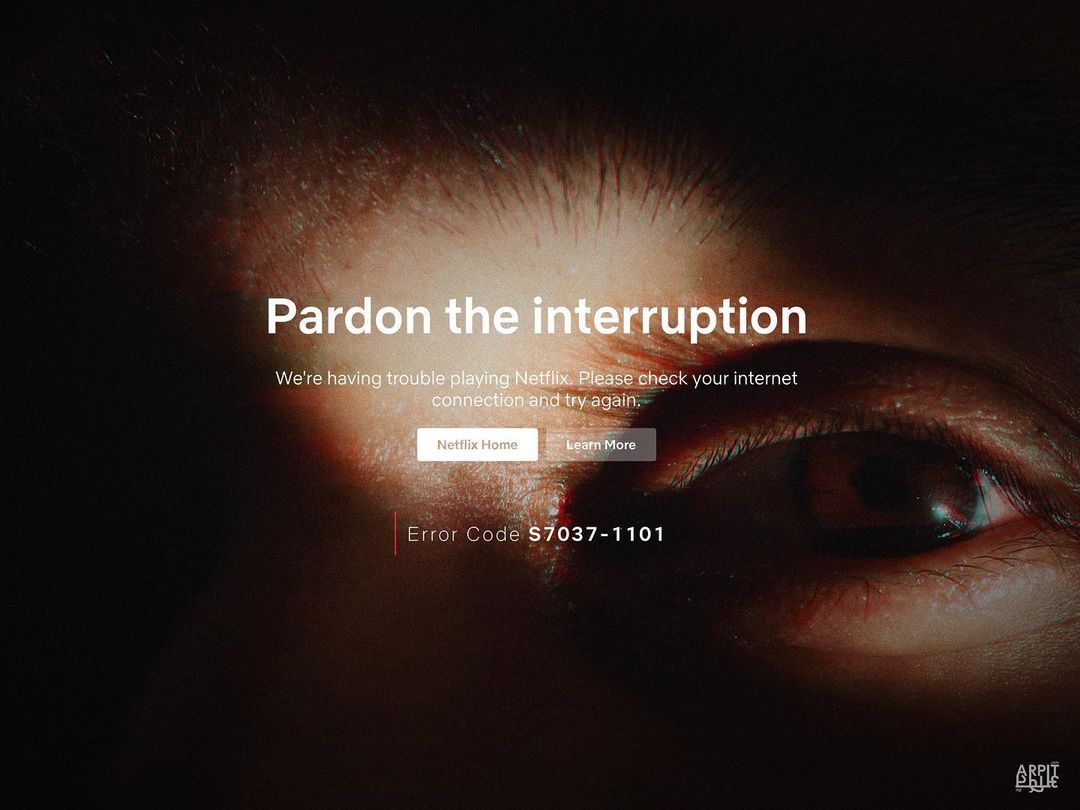 Pardon the interruption
We're having trouble playing Netflix. Please check your internet
connection and try again.
Netflix Home
Learn More
Error Code S7037-1101
ARPIT